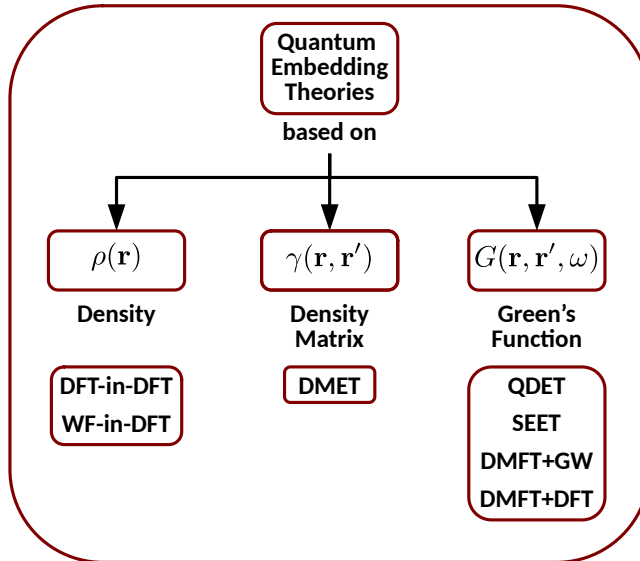 Quantum
Embedding
Theories
based on
ρ(r)
γ(r, r′)
G(r, r′, ω)
Density
Density
Matrix
Green's
Function
DFT-in-DFT
WF-in-DFT
DMET
QDET
SEET
DMFT+GW
DMFT+DFT